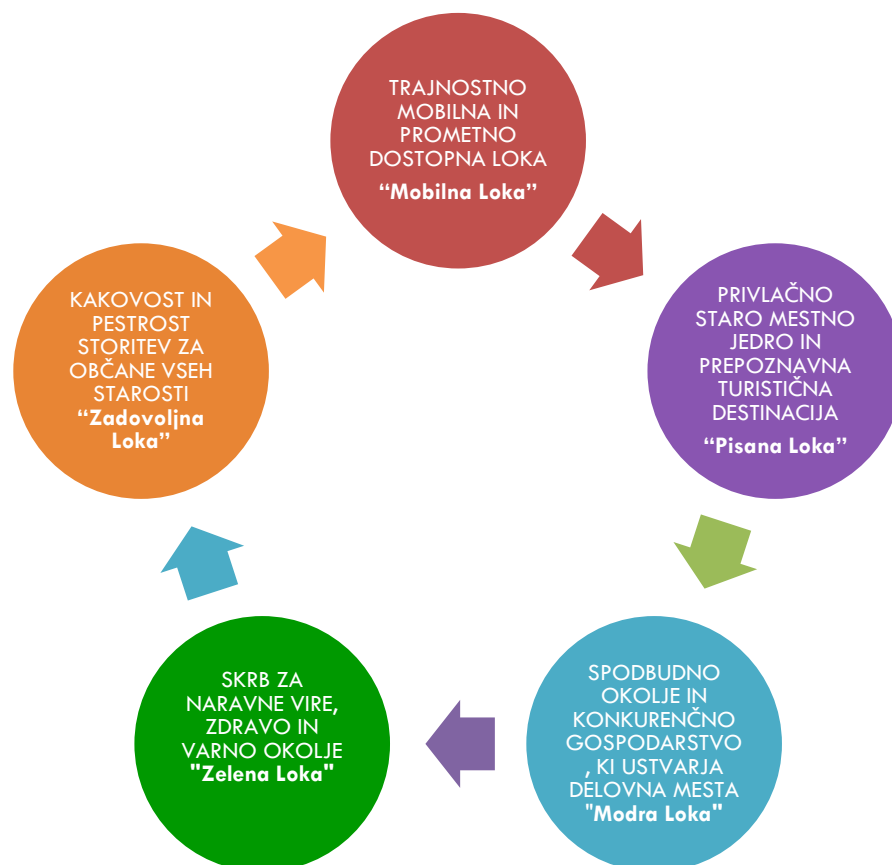 TRAJNOSTNO
MOBILNA IN
PROMETNO
DOSTOPNA LOKA
“Mobilna Loka”
PRIVLAČNO
STARO MESTNO
JEDRO IN
PREPOZNAVNA
TURISTIČNA
DESTINACIJA
“Pisana Loka”
SPODBUDNO
OKOLJE IN
KONKURENČNO
GOSPODARSTVO
, KI USTVARJA
DELOVNA MESTA
"Modra Loka"
SKRB ZA
NARAVNE VIRE,
ZDRAVO IN
VARNO OKOLJE
"Zelena Loka"
KAKOVOST IN
PESTROST
STORITEV ZA
OBČANE VSEH
STAROSTI
“Zadovoljna
Loka”